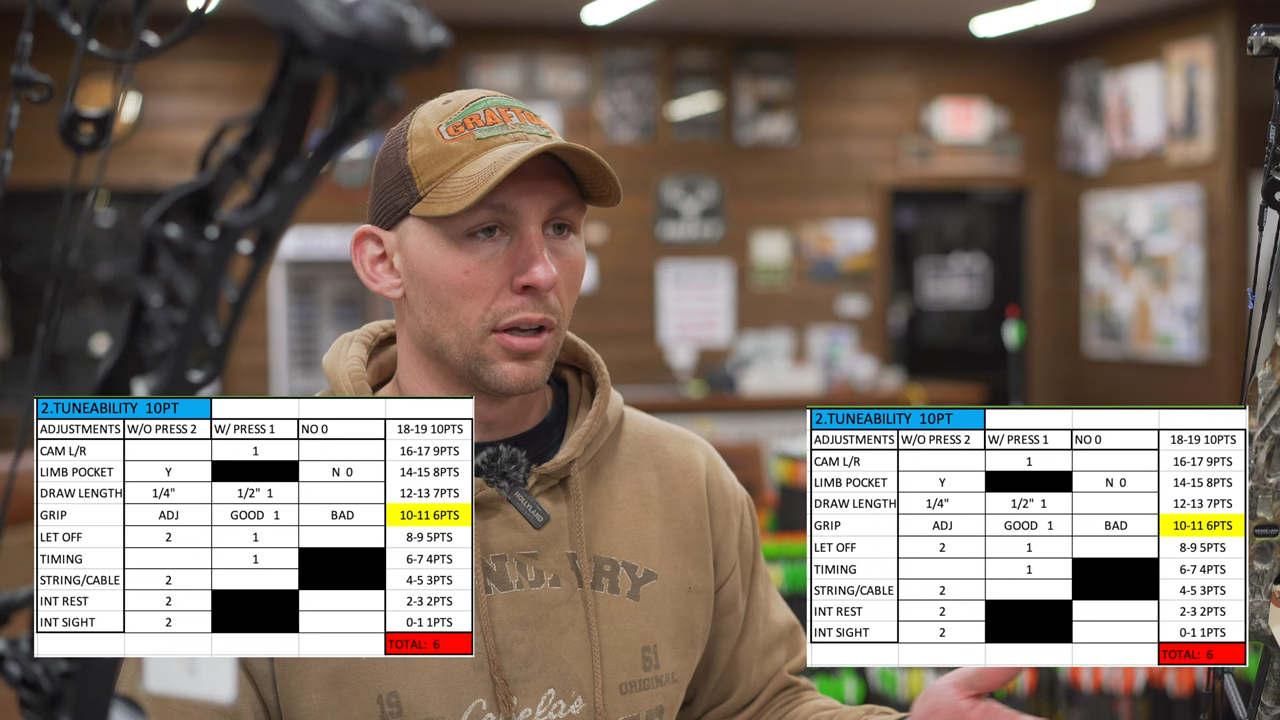 GRAFTO
2.TUNEABILITY 10PT
ADJUSTMENTS W/O PRESS 2 W/ PRESS 1 NO 0 18-19 10PTS
CAM L/R 1 16-17 9PTS
LIMB POCKET Y N 0 14-15 8PTS
DRAW LENGTH 1/4" 1/2" 1 12-13 7PTS
GRIP ADJ GOOD 1 BAD 10-11 6PTS
LET OFF 2 1 8-9 5PTS
TIMING 1 6-7 4PTS
STRING/CABLE 2 4-5 3PTS
INT REST 2 2-3 2PTS
INT SIGHT 2 0-1 1PTS
TOTAL: 6
2.TUNEABILITY 10PT
ADJUSTMENTS W/O PRESS 2 W/ PRESS 1 NO 0 18-19 10PTS
CAM L/R 1 16-17 9PTS
LIMB POCKET Y N 0 14-15 8PTS
DRAW LENGTH 1/4" 1/2" 1 12-13 7PTS
GRIP ADJ GOOD 1 BAD 10-11 6PTS
LET OFF 2 1 8-9 5PTS
TIMING 1 6-7 4PTS
STRING/CABLE 2 4-5 3PTS
INT REST 2 2-3 2PTS
INT SIGHT 2 0-1 1PTS
TOTAL: 6
HOLLYLAND
19
61
ORIGINAL
Cabela's